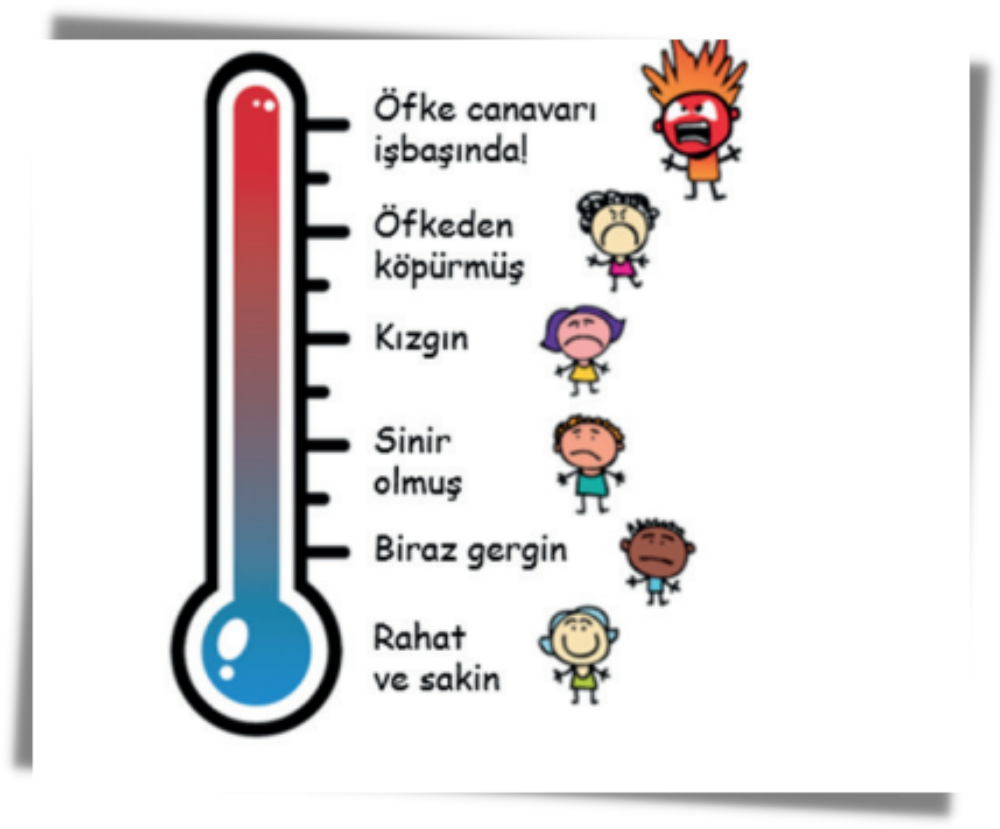 Öfke canavarı
işbaşında!
Öfkeden
köpürmüş
Kızgın
Sinir
olmuş
Biraz gergin
Rahat
ve sakin